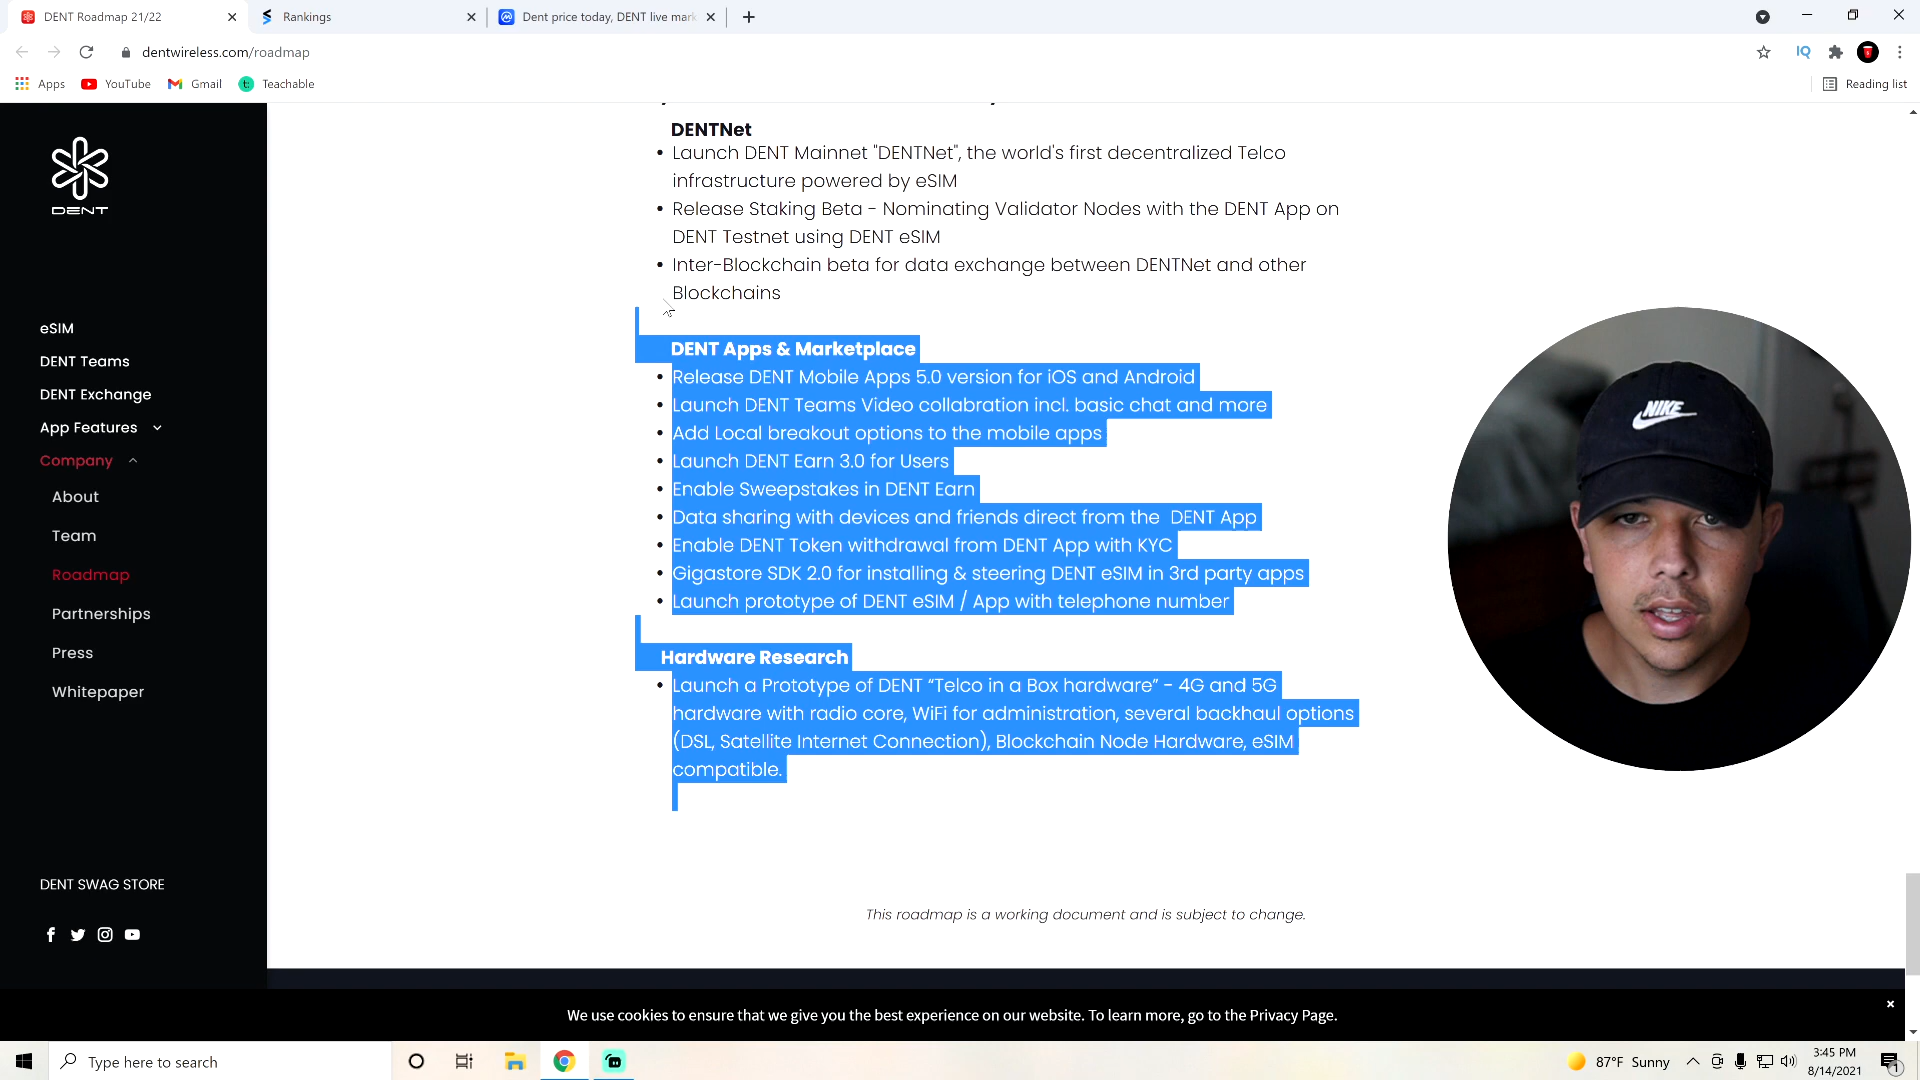 DENT Roadmap 21/22
Rankings
Dent price today, DENT live mark
dentwireless.com/roadmap
IQ
Apps
YouTube
Gmail
Teachable
Reading list
DENT
eSIM
DENT Teams
DENT Exchange
App Features
Company
About
Team
Roadmap
Partnerships
Press
Whitepaper
DENT SWAG STORE
DENTNet
• Launch DENT Mainnet "DENTNet", the world's first decentralized Telco
infrastructure powered by eSIM
• Release Staking Beta - Nominating Validator Nodes with the DENT App on
DENT Testnet using DENT eSIM
• Inter-Blockchain beta for data exchange between DENTNet and other
Blockchains
DENT Apps & Marketplace
• Release DENT Mobile Apps 5.0 version for iOS and Android
• Launch DENT Teams Video collabration incl. basic chat and more
• Add Local breakout options to the mobile apps
• Launch DENT Earn 3.0 for Users
• Enable Sweepstakes in DENT Earn
• Data sharing with devices and friends direct from the DENT App
• Enable DENT Token withdrawal from DENT App with KYC
• Gigastore SDK 2.0 for installing & steering DENT eSIM in 3rd party apps
• Launch prototype of DENT eSIM / App with telephone number
Hardware Research
• Launch a Prototype of DENT “Telco in a Box hardware” - 4G and 5G
hardware with radio core, WiFi for administration, several backhaul options
(DSL, Satellite Internet Connection), Blockchain Node Hardware, eSIM
compatible.
This roadmap is a working document and is subject to change.
NIKE
We use cookies to ensure that we give you the best experience on our website. To learn more, go to the Privacy Page.
Type here to search
87°F Sunny
3:45 PM
8/14/2021
1